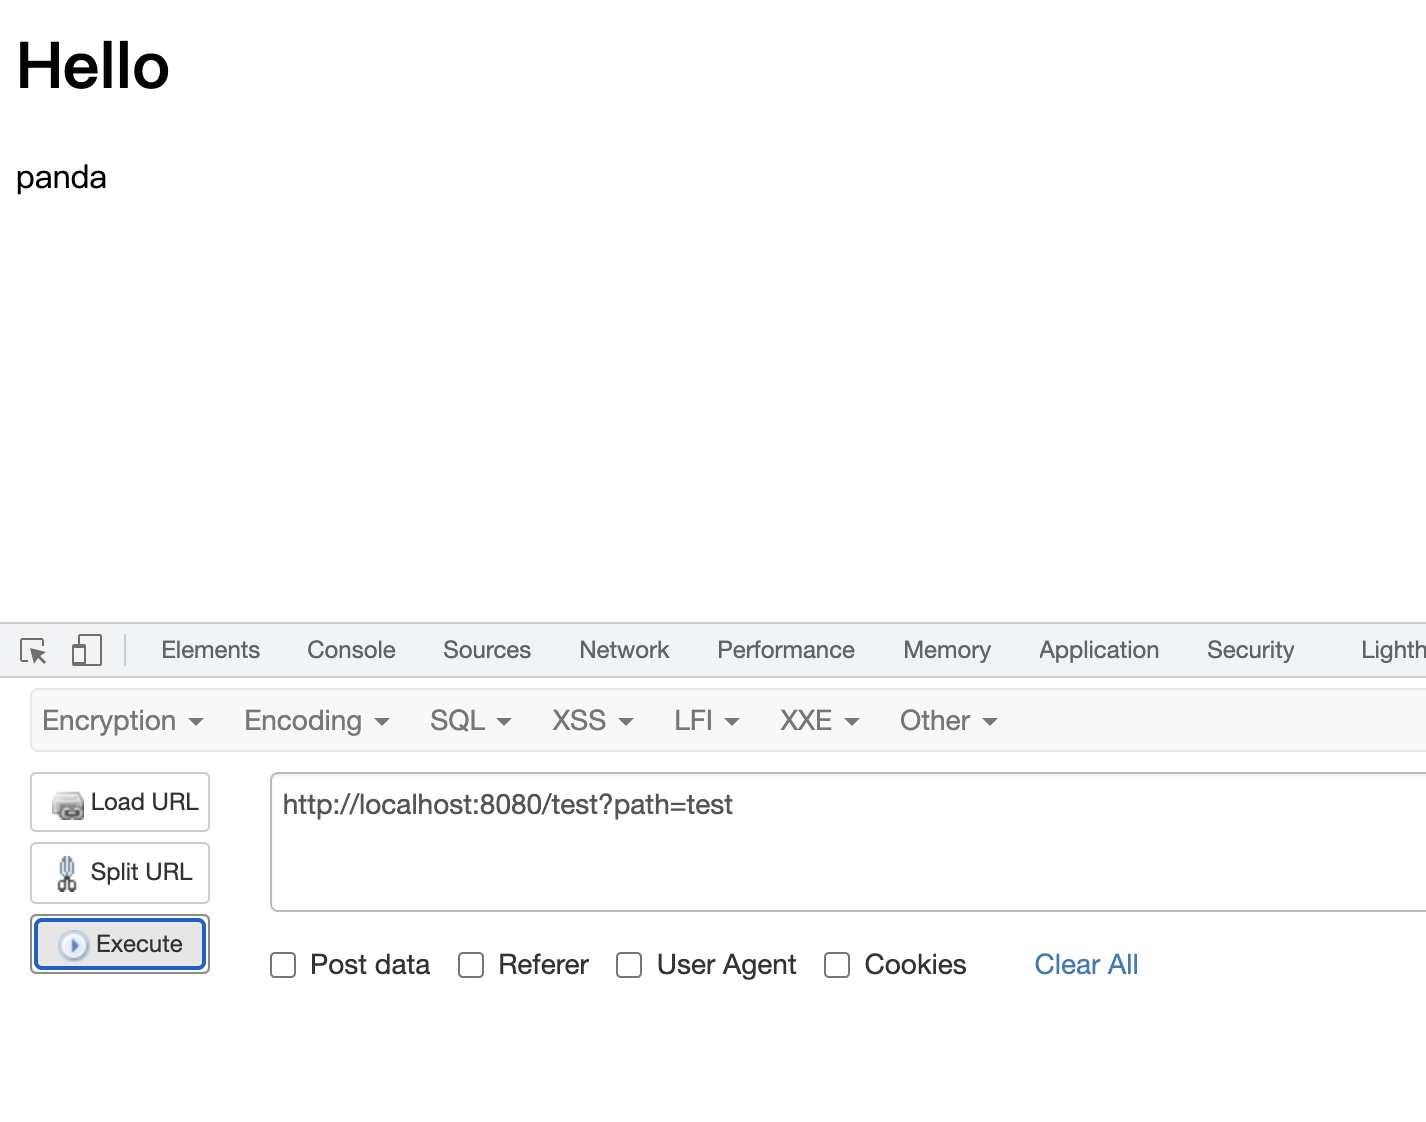 Hello
panda
Elements Console Sources Network Performance Memory Application Security Lighth
Encryption Encoding SQL XSS LFI XXE Other
Load URL
http://localhost:8080/test?path=test
Split URL
Execute
Post data Referer User Agent Cookies Clear All